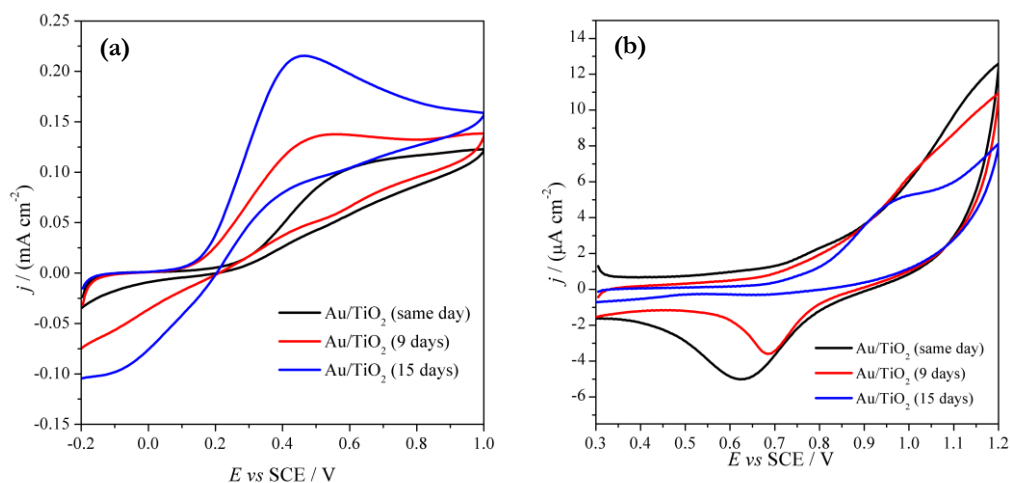 (a)
0.25
0.20
0.15
0.10
0.05
0.00
-0.05
-0.10
-0.15
j / (mA cm⁻²)
Au/TiO₂ (same day)
Au/TiO₂ (9 days)
Au/TiO₂ (15 days)
-0.2 0.0 0.2 0.4 0.6 0.8 1.0
E vs SCE / V
(b)
14
12
10
8
6
4
2
0
-2
-4
-6
j / (µA cm⁻²)
Au/TiO₂ (same day)
Au/TiO₂ (9 days)
Au/TiO₂ (15 days)
0.3 0.4 0.5 0.6 0.7 0.8 0.9 1.0 1.1 1.2
E vs SCE / V